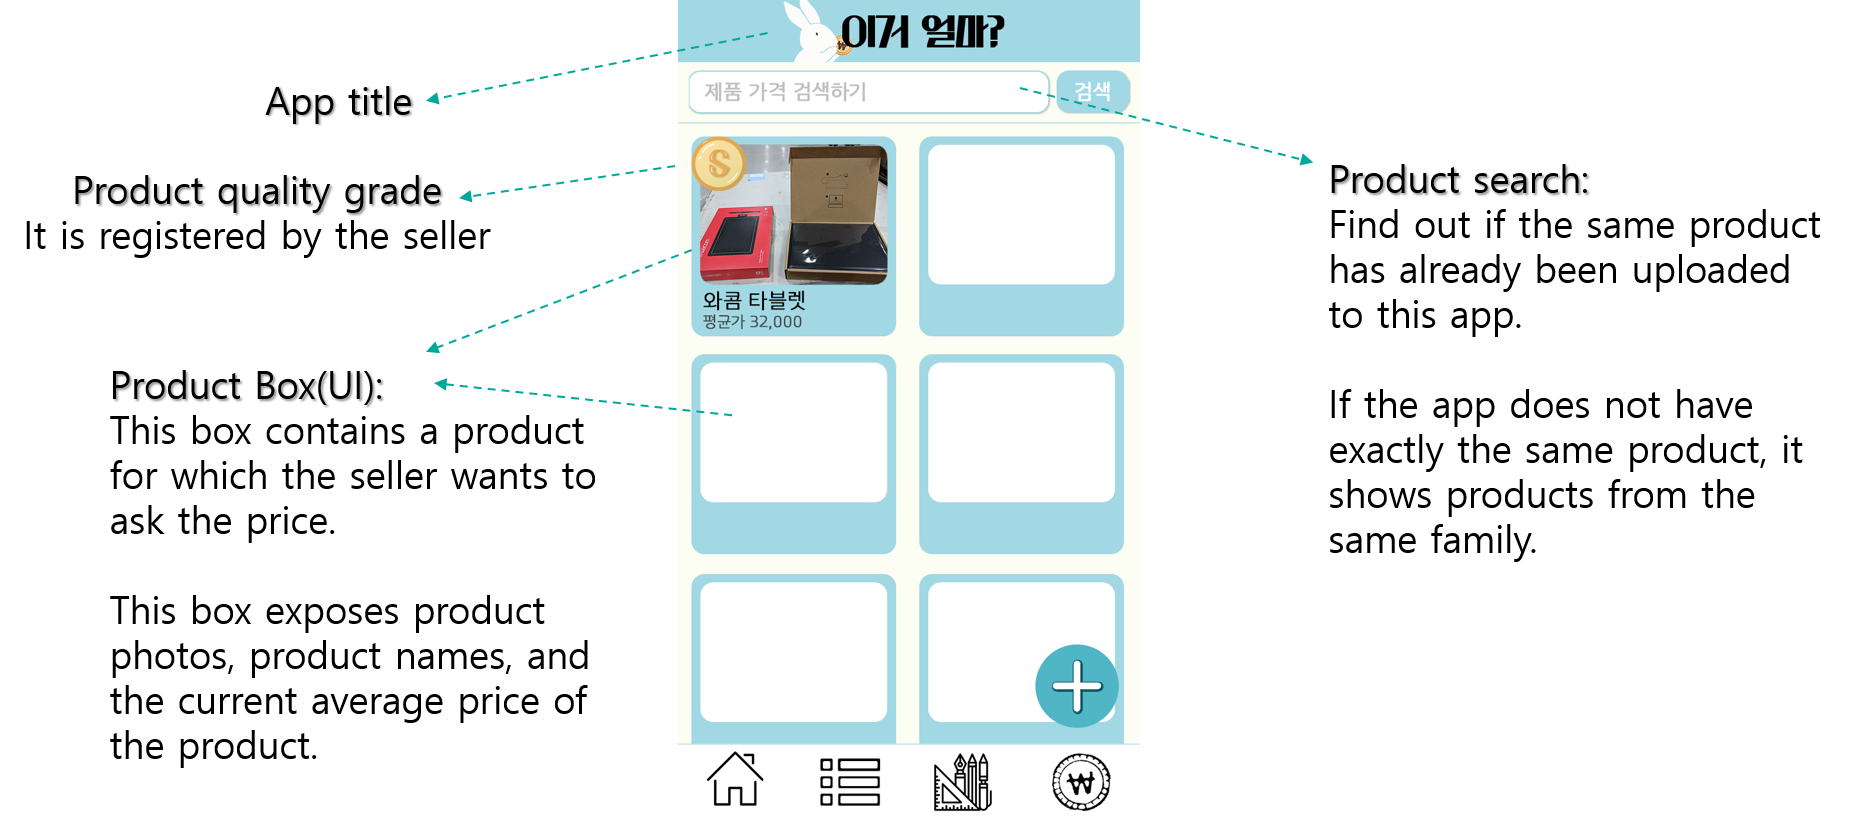 이거 얼마?
제품 가격 검색하기
검색
App title
Product quality grade
It is registered by the seller
S
와콤 타블렛
평균가 32,000
Product Box(UI):
This box contains a product
for which the seller wants to
ask the price.
This box exposes product
photos, product names, and
the current average price of
the product.
Product search:
Find out if the same product
has already been uploaded
to this app.
If the app does not have
exactly the same product, it
shows products from the
same family.
₩